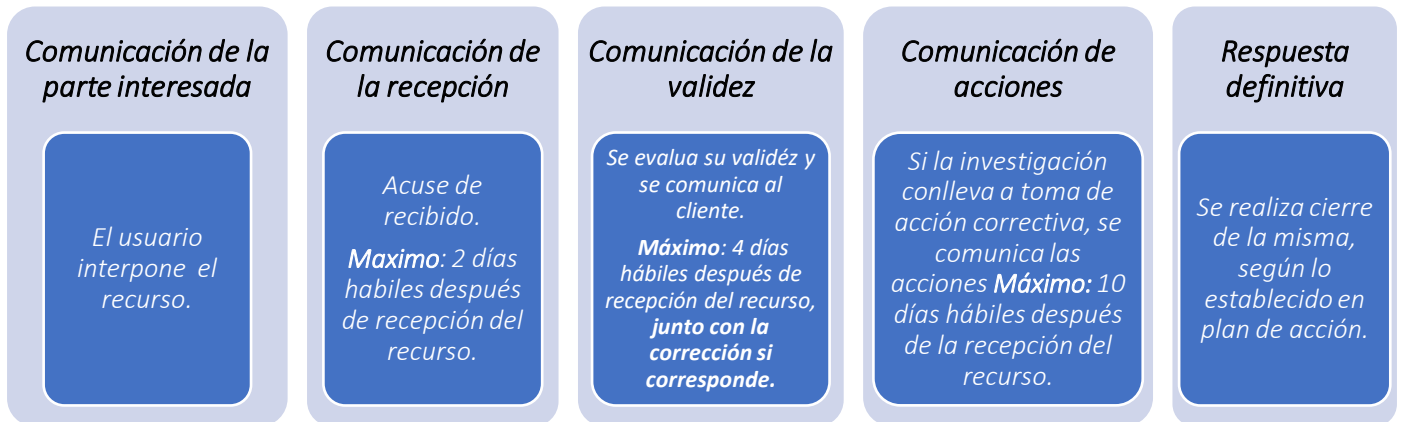 Comunicación de la
parte interesada
El usuario
interpone el
recurso.
Comunicación de
la recepción
Acuse de
recibido.
Maximo: 2 días
habiles después
de recepción del
recurso.
Comunicación de la
validez
Se evalua su validéz y
se comunica al
cliente.
Máximo: 4 días
hábiles después de
recepción del recurso,
junto con la
corrección si
corresponde.
Comunicación de
acciones
Si la investigación
conlleva a toma de
acción correctiva, se
comunica las
acciones Máximo: 10
días hábiles después
de la recepción del
recurso.
Respuesta
definitiva
Se realiza cierre
de la misma,
según lo
establecido en
plan de acción.